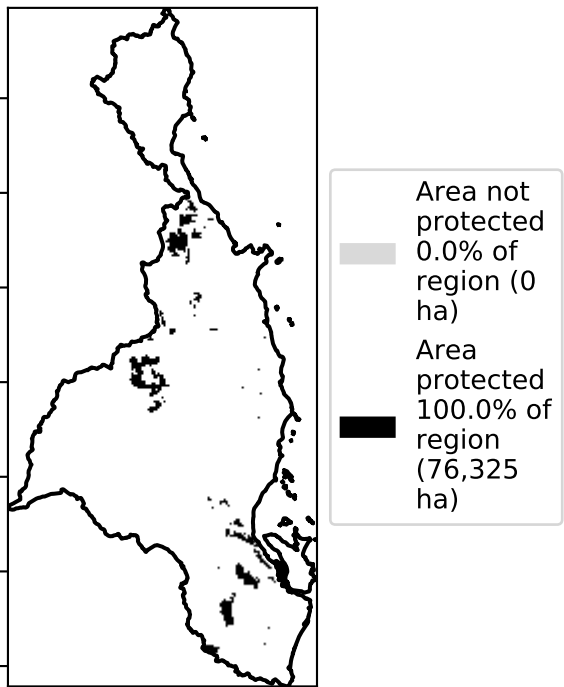 Area not
protected
0.0% of
region (0
ha)
Area
protected
100.0% of
region
(76,325
ha)